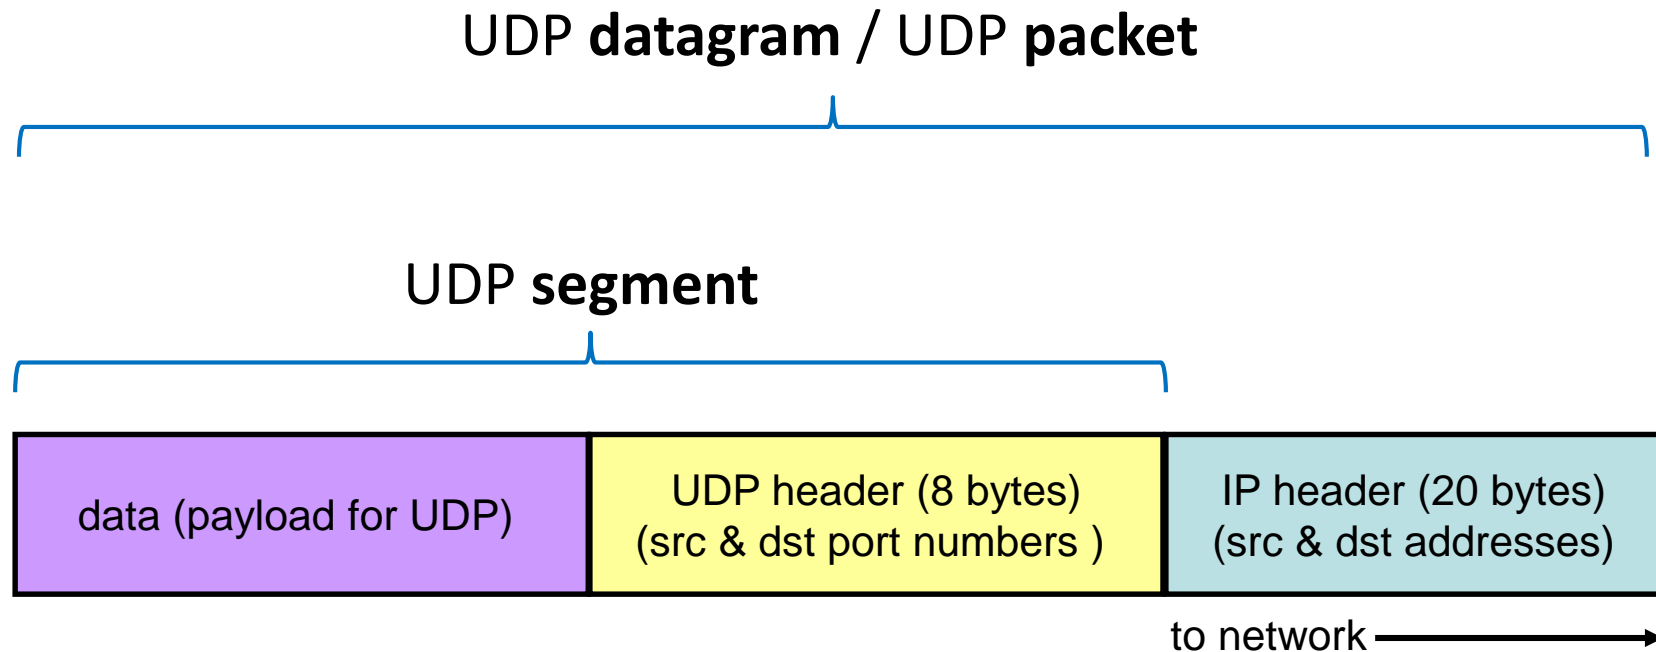 UDP datagram / UDP packet
UDP segment
data (payload for UDP)
UDP header (8 bytes)
(src & dst port numbers )
IP header (20 bytes)
(src & dst addresses)
to network